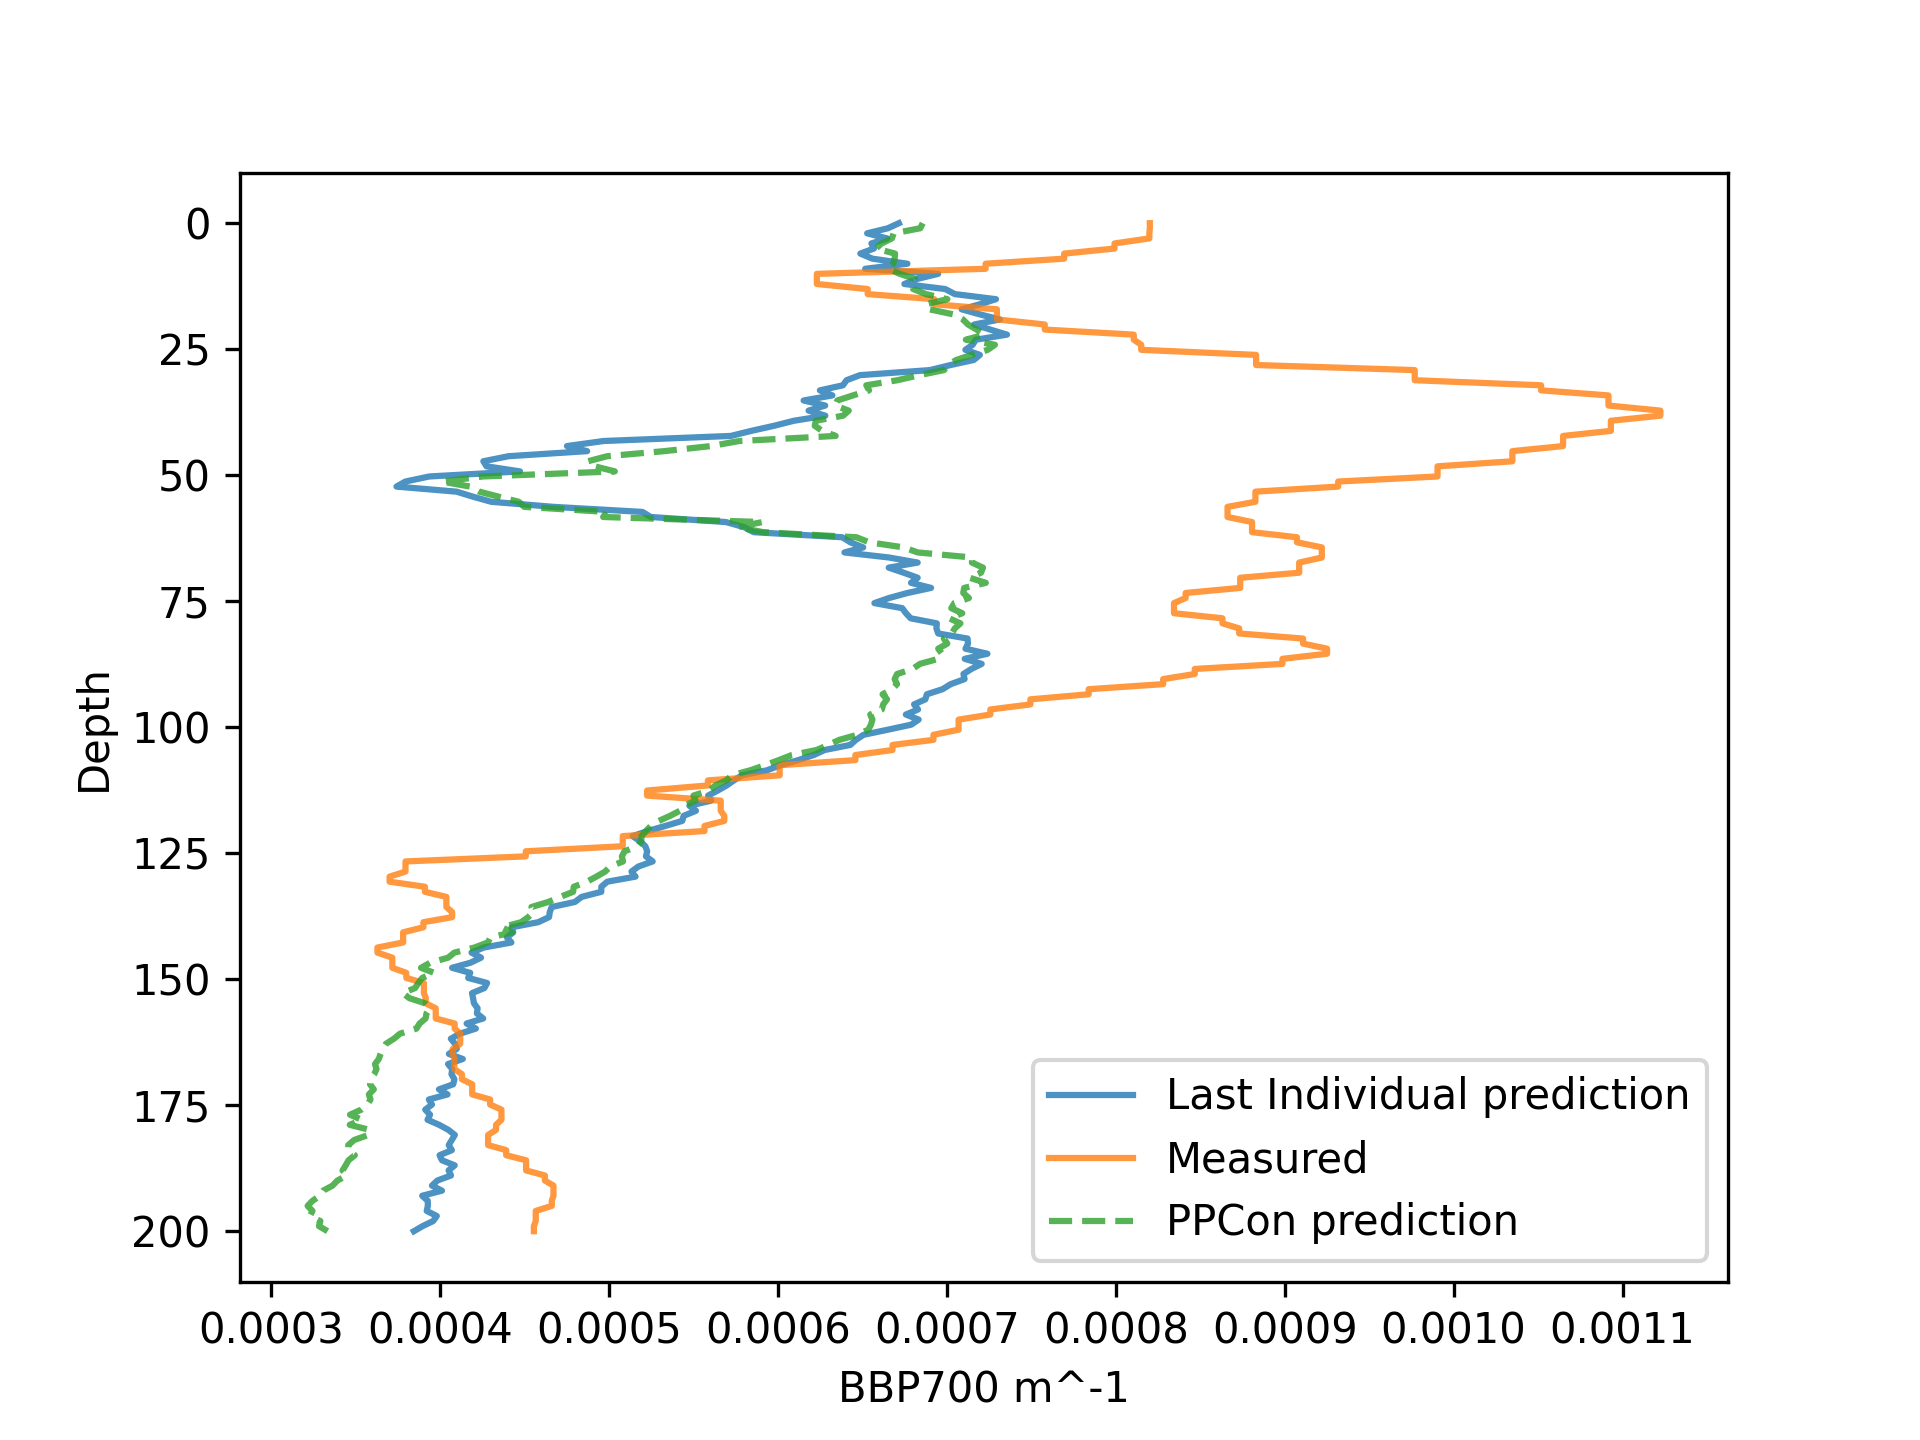 0
25
50
75
100
125
150
175
200
Depth
0.0003 0.0004 0.0005 0.0006 0.0007 0.0008 0.0009 0.0010 0.0011
BBP700 m^-1
Last Individual prediction
Measured
PPCon prediction